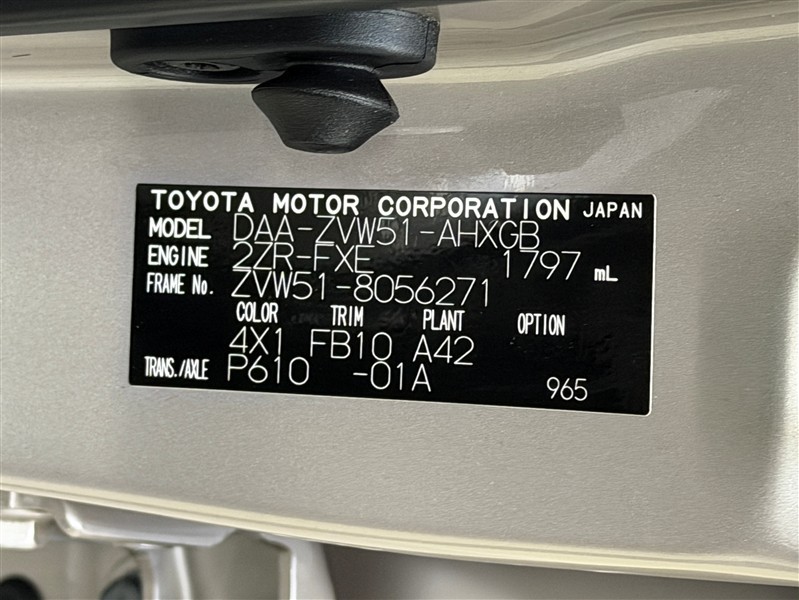 TOYOTA MOTOR CORPORATION JAPAN
MODEL DAA-ZVW51-AHXGB
ENGINE 2ZR-FXE 1797 mL
FRAME No. ZVW51-8056271
COLOR TRIM PLANT OPTION
4X1 FB10 A42
TRANS./AXLE P610 -01A 965